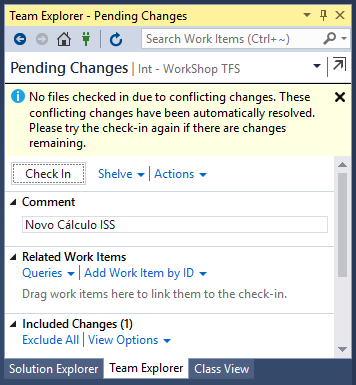 Team Explorer - Pending Changes
Search Work Items (Ctrl+~)
Pending Changes | Int - WorkShop TFS
No files checked in due to conflicting changes. These
conflicting changes have been automatically resolved.
Please try the check-in again if there are changes
remaining.
Check In Shelve Actions
Comment
Novo Cálculo ISS
Related Work Items
Queries Add Work Item by ID
Drag work items here to link them to the check-in.
Included Changes (1)
Exclude All View Options
Solution Explorer Team Explorer Class View